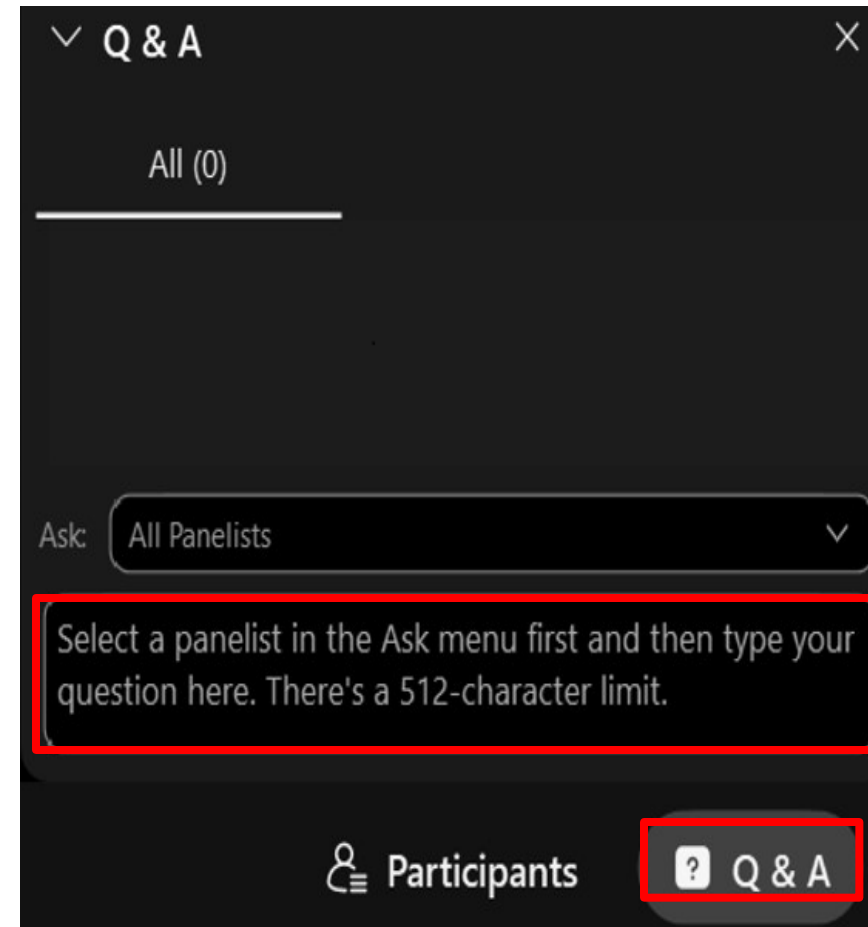 Q & A
All (0)
Ask: All Panelists
Select a panelist in the Ask menu first and then type your
question here. There's a 512-character limit.
Participants ? Q & A